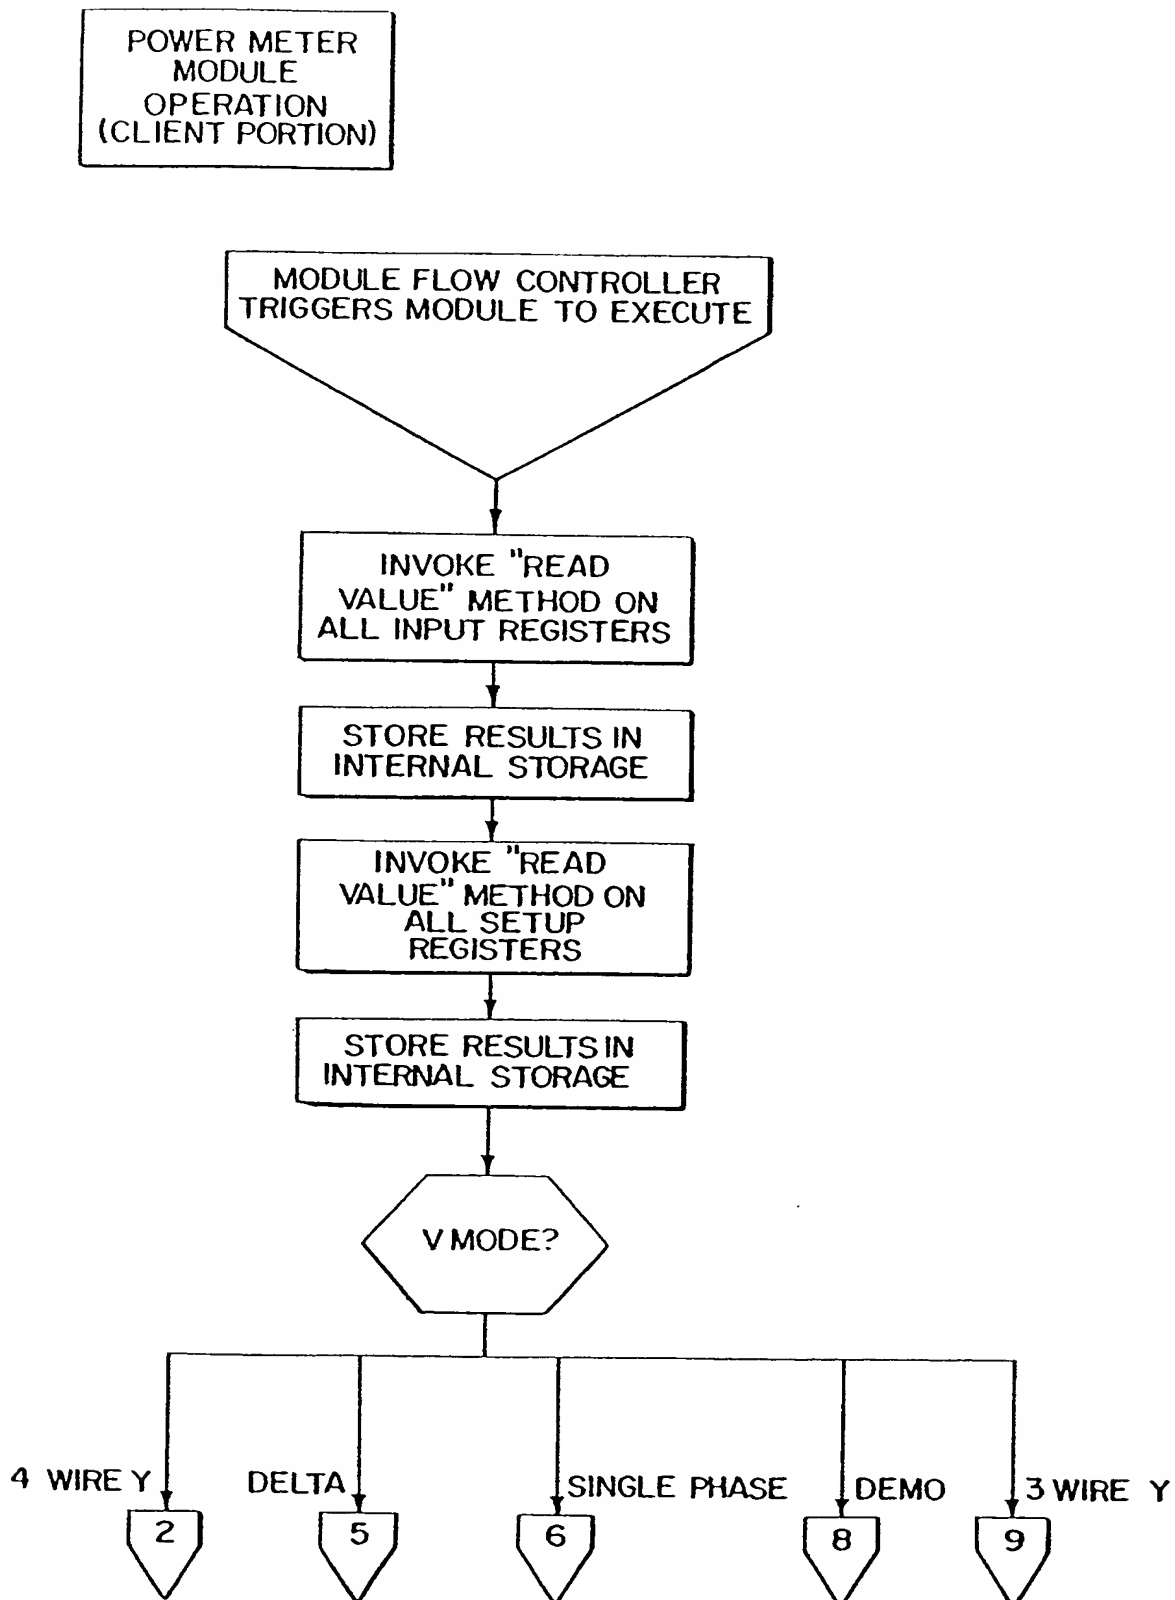 POWER METER
MODULE
OPERATION
(CLIENT PORTION)
MODULE FLOW CONTROLLER
TRIGGERS MODULE TO EXECUTE
INVOKE "READ
VALUE" METHOD ON
ALL INPUT REGISTERS
STORE RESULTS IN
INTERNAL STORAGE
INVOKE "READ
VALUE" METHOD ON
ALL SETUP
REGISTERS
STORE RESULTS IN
INTERNAL STORAGE
V MODE?
4 WIRE Y
DELTA
SINGLE PHASE
DEMO
3 WIRE Y
2
5
6
8
9